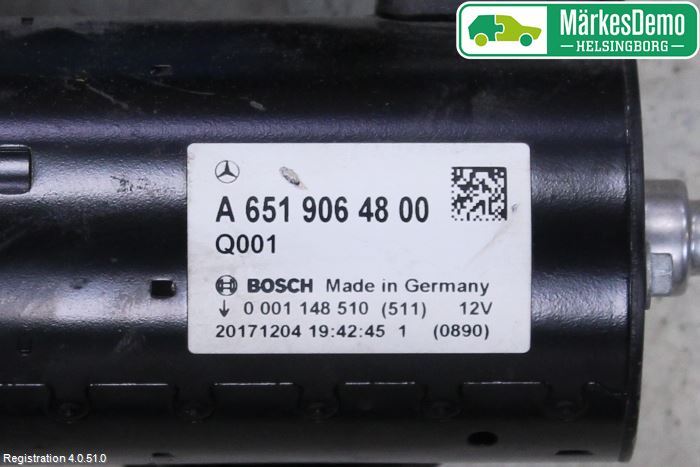 MärkesDemo
HELSINGBORG
A 651 906 48 00
Q001
BOSCH Made in Germany
↓ 0 001 148 510 (511) 12V
20171204 19:42:45 1 (0890)
Registration 4.0.51.0